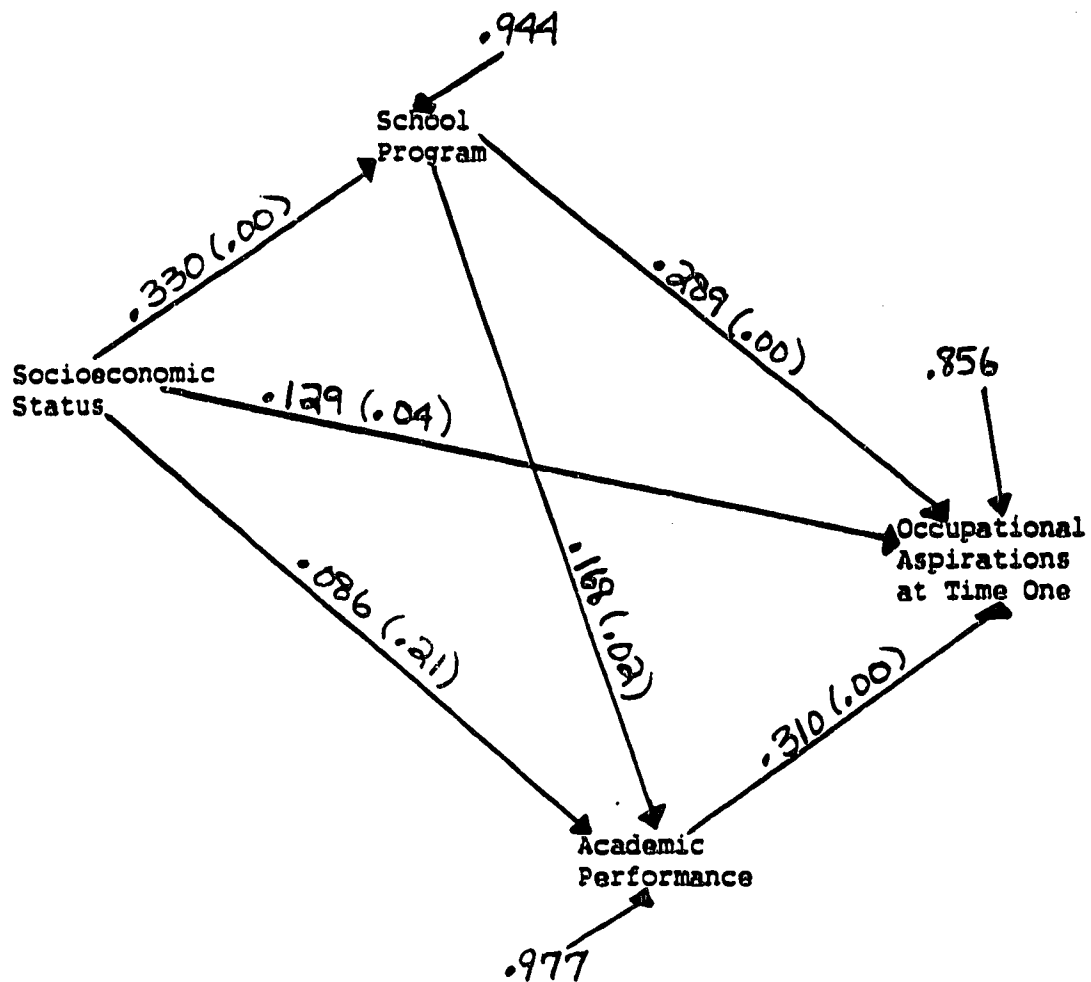 .944
School
Program
.330 (.00)
.289 (.00)
.856
Socioeconomic
Status
.129 (.04)
Occupational
Aspirations
at Time One
.086 (.21)
.168 (.02)
.310 (.00)
Academic
Performance
.977